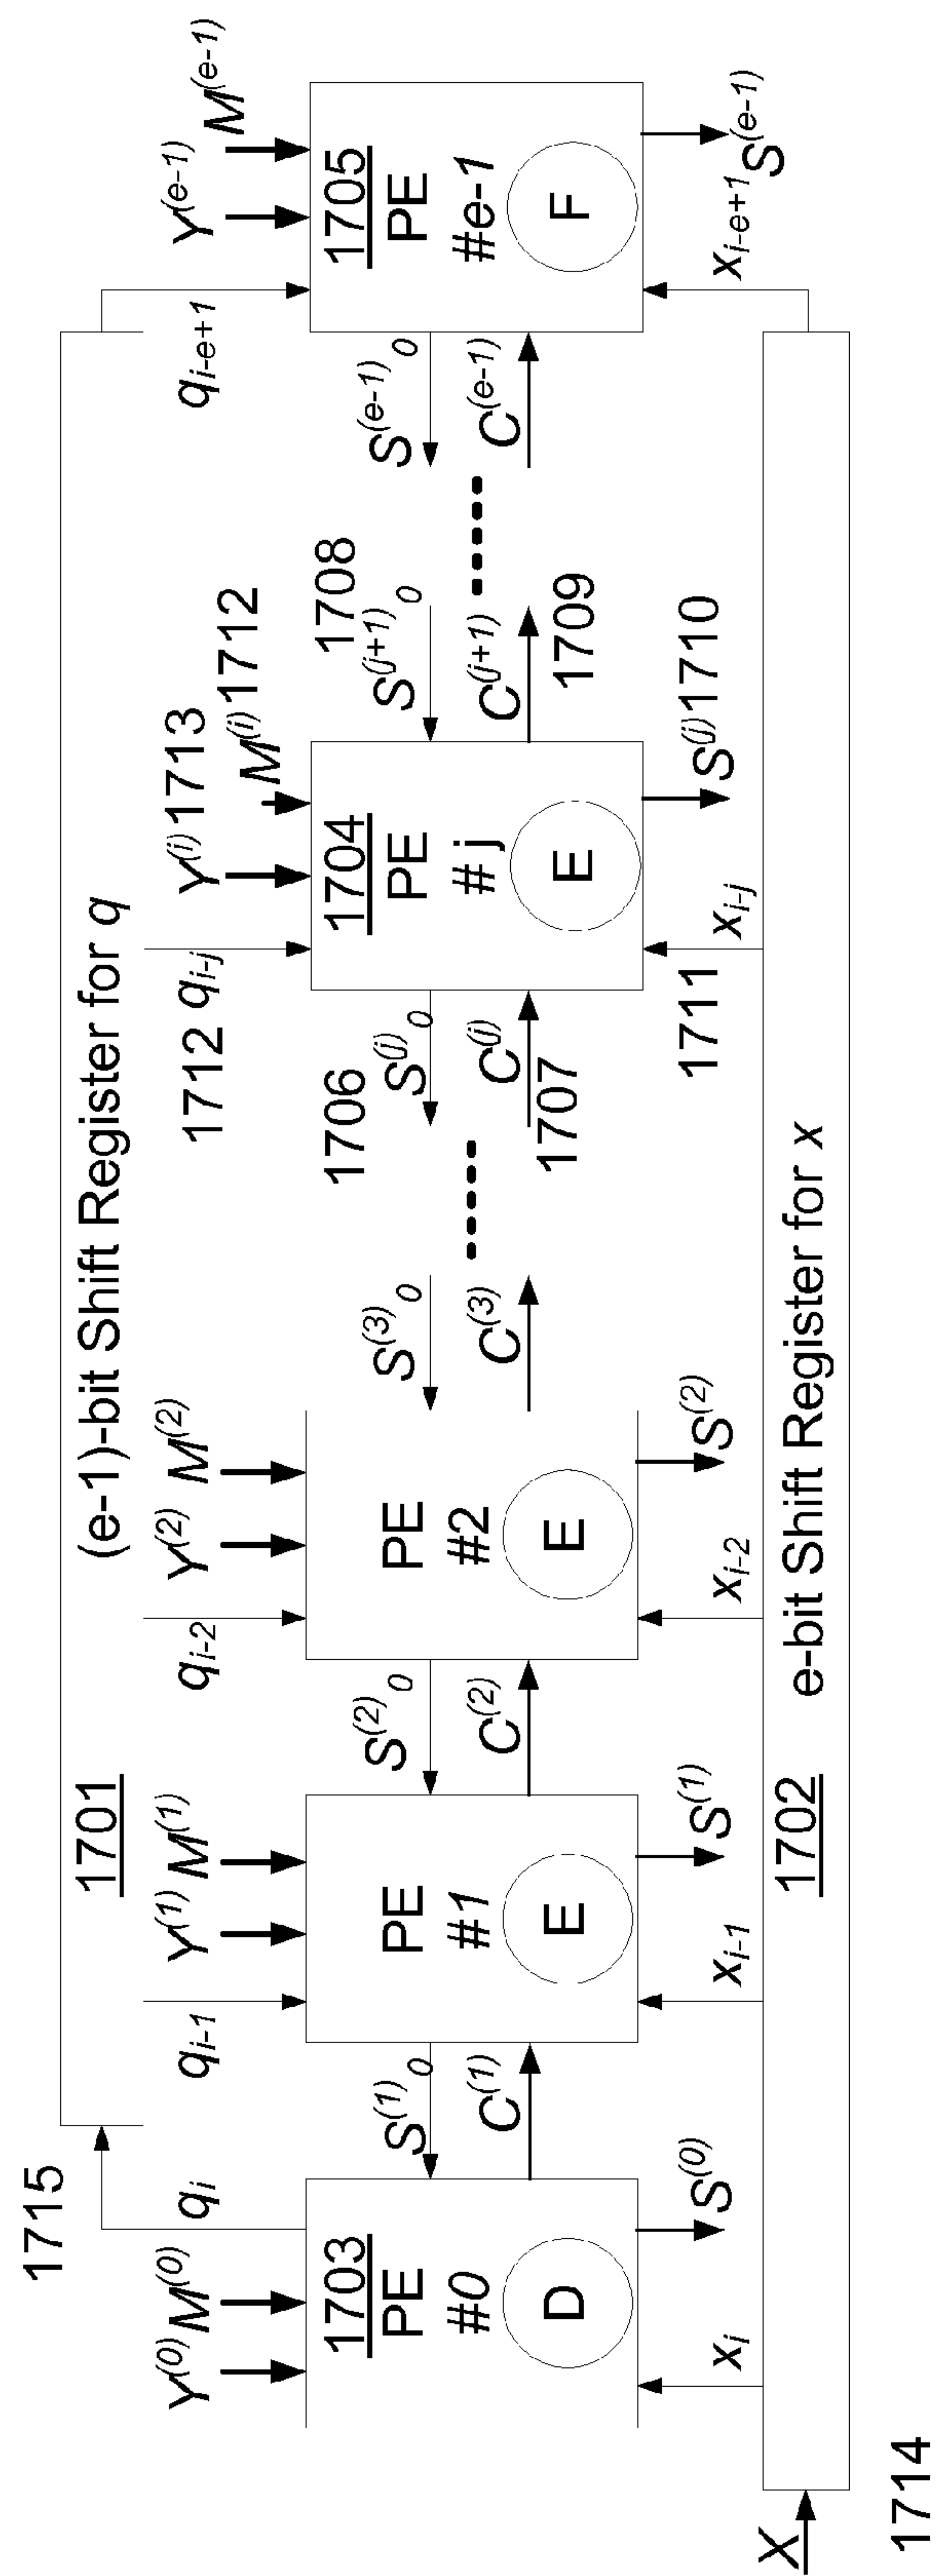 1715
(e-1)-bit Shift Register for q
1701
Y(0) M(0)
qi
qi-1
Y(1) M(1)
qi-2
Y(2) M(2)
1712 qi-j
Y(i) 1713
M(i) 1712
qi-e+1
Y(e-1)
M(e-1)
1703
PE
#0
D
S(1)0
C(1)
PE
#1
E
S(2)0
C(2)
PE
#2
E
S(3)0
C(3)
1706
S(j)0
C(j)
1707
1704
PE
# j
E
1708
S(j+1)0
C(j+1)
1709
S(e-1)0
C(e-1)
1705
PE
#e-1
F
xi
S(0)
xi-1
S(1)
xi-2
S(2)
1711
xi-j
S(j) 1710
xi-e+1
S(e-1)
X
1702
e-bit Shift Register for x
1714